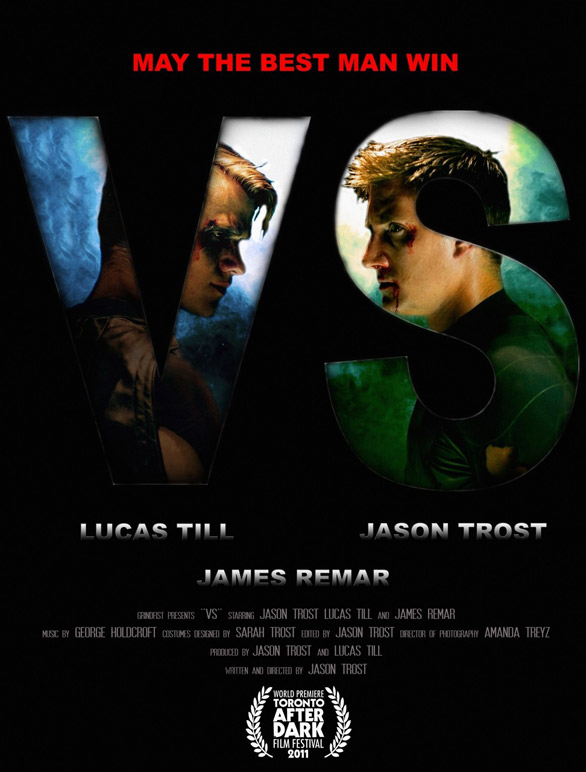 MAY THE BEST MAN WIN
VS
LUCAS TILL JASON TROST
JAMES REMAR
GRINDFIST PRESENTS "VS" STARRING JASON TROST LUCAS TILL AND JAMES REMAR
MUSIC BY GEORGE HOLDCROFT COSTUMES DESIGNED BY SARAH TROST EDITED BY JASON TROST DIRECTOR OF PHOTOGRAPHY AMANDA TREYZ
PRODUCED BY JASON TROST AND LUCAS TILL
WRITTEN AND DIRECTED BY JASON TROST
WORLD PREMIERE
TORONTO
AFTER
DARK
FILM FESTIVAL
2011